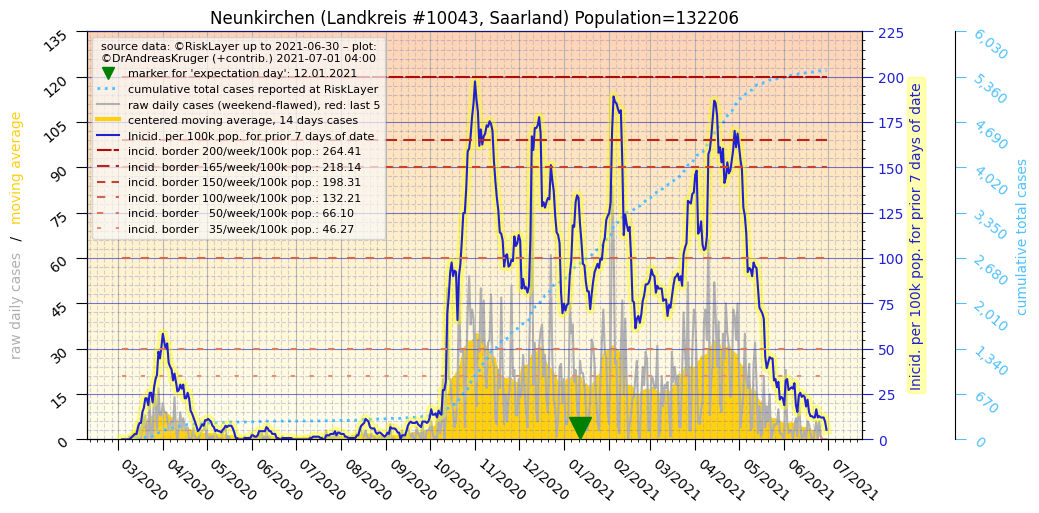 Neunkirchen (Landkreis #10043, Saarland) Population=132206
source data: ©RiskLayer up to 2021-06-30 – plot:
©DrAndreasKruger (+contrib.) 2021-07-01 04:00
marker for 'expectation day': 12.01.2021
cumulative total cases reported at RiskLayer
raw daily cases (weekend-flawed), red: last 5
centered moving average, 14 days cases
Inicid. per 100k pop. for prior 7 days of date
incid. border 200/week/100k pop.: 264.41
incid. border 165/week/100k pop.: 218.14
incid. border 150/week/100k pop.: 198.31
incid. border 100/week/100k pop.: 132.21
incid. border 50/week/100k pop.: 66.10
incid. border 35/week/100k pop.: 46.27
raw daily cases / moving average
135
120
105
90
75
60
45
30
15
0
03/2020
04/2020
05/2020
06/2020
07/2020
08/2020
09/2020
10/2020
11/2020
12/2020
01/2021
02/2021
03/2021
04/2021
05/2021
06/2021
07/2021
225
200
175
150
125
100
75
50
25
0
Inicid. per 100k pop. for prior 7 days of date
6,030
5,360
4,690
4,020
3,350
2,680
2,010
1,340
670
0
cumulative total cases